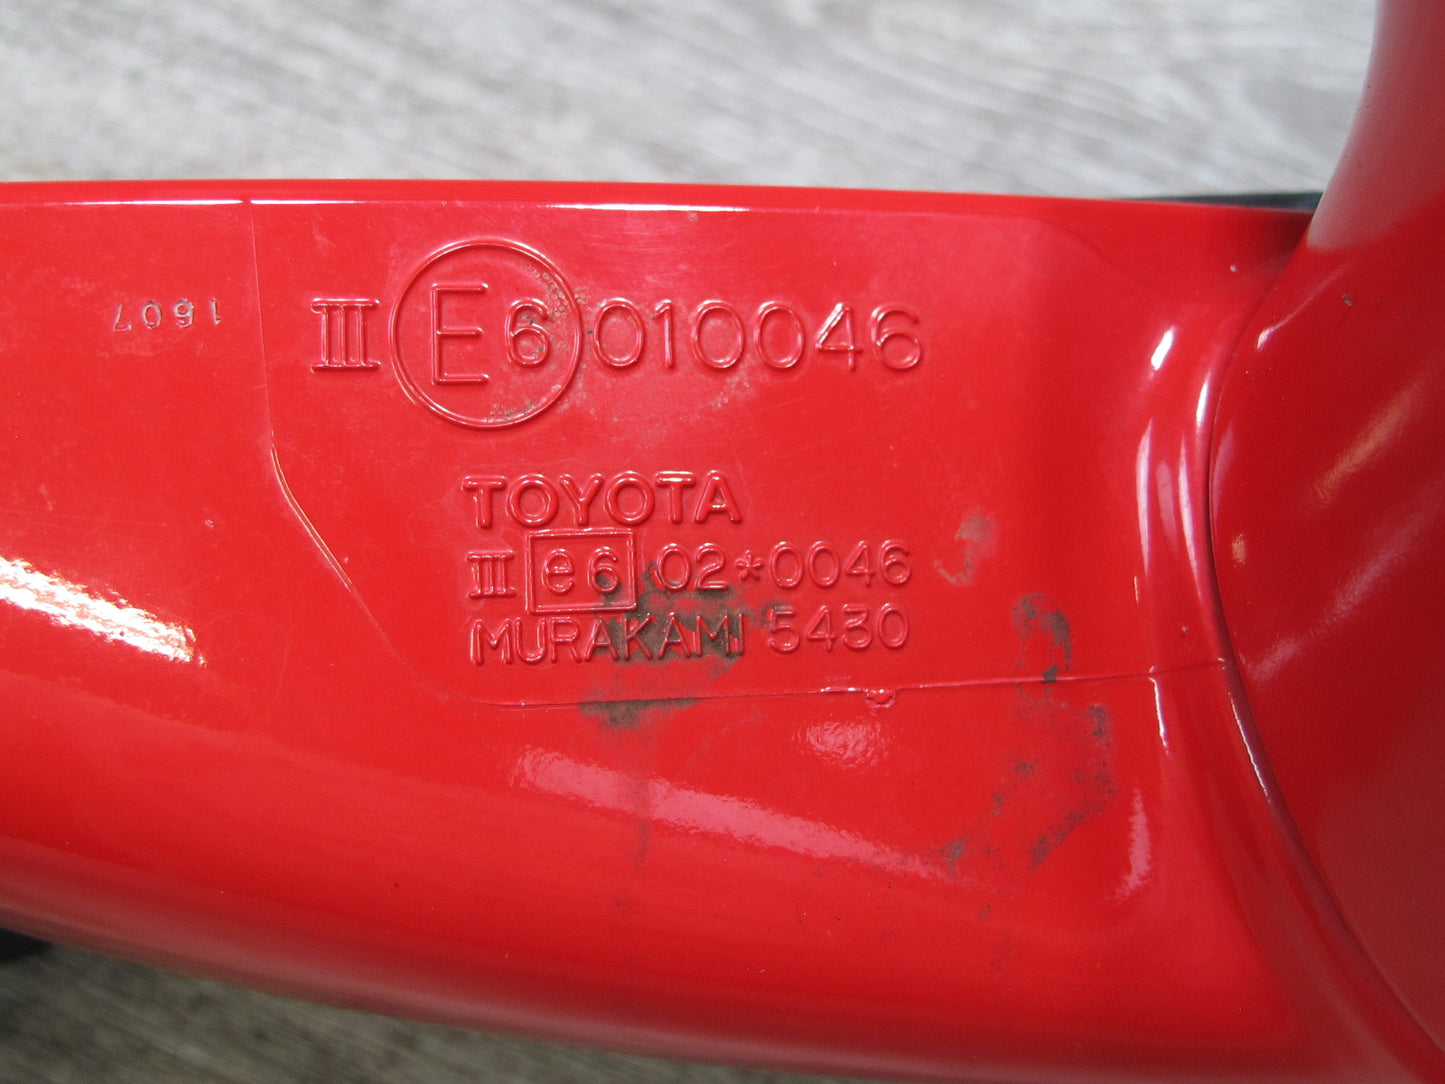 III E6 010046
TOYOTA
III e6 02*0046
MURAKAMI 5430
1607